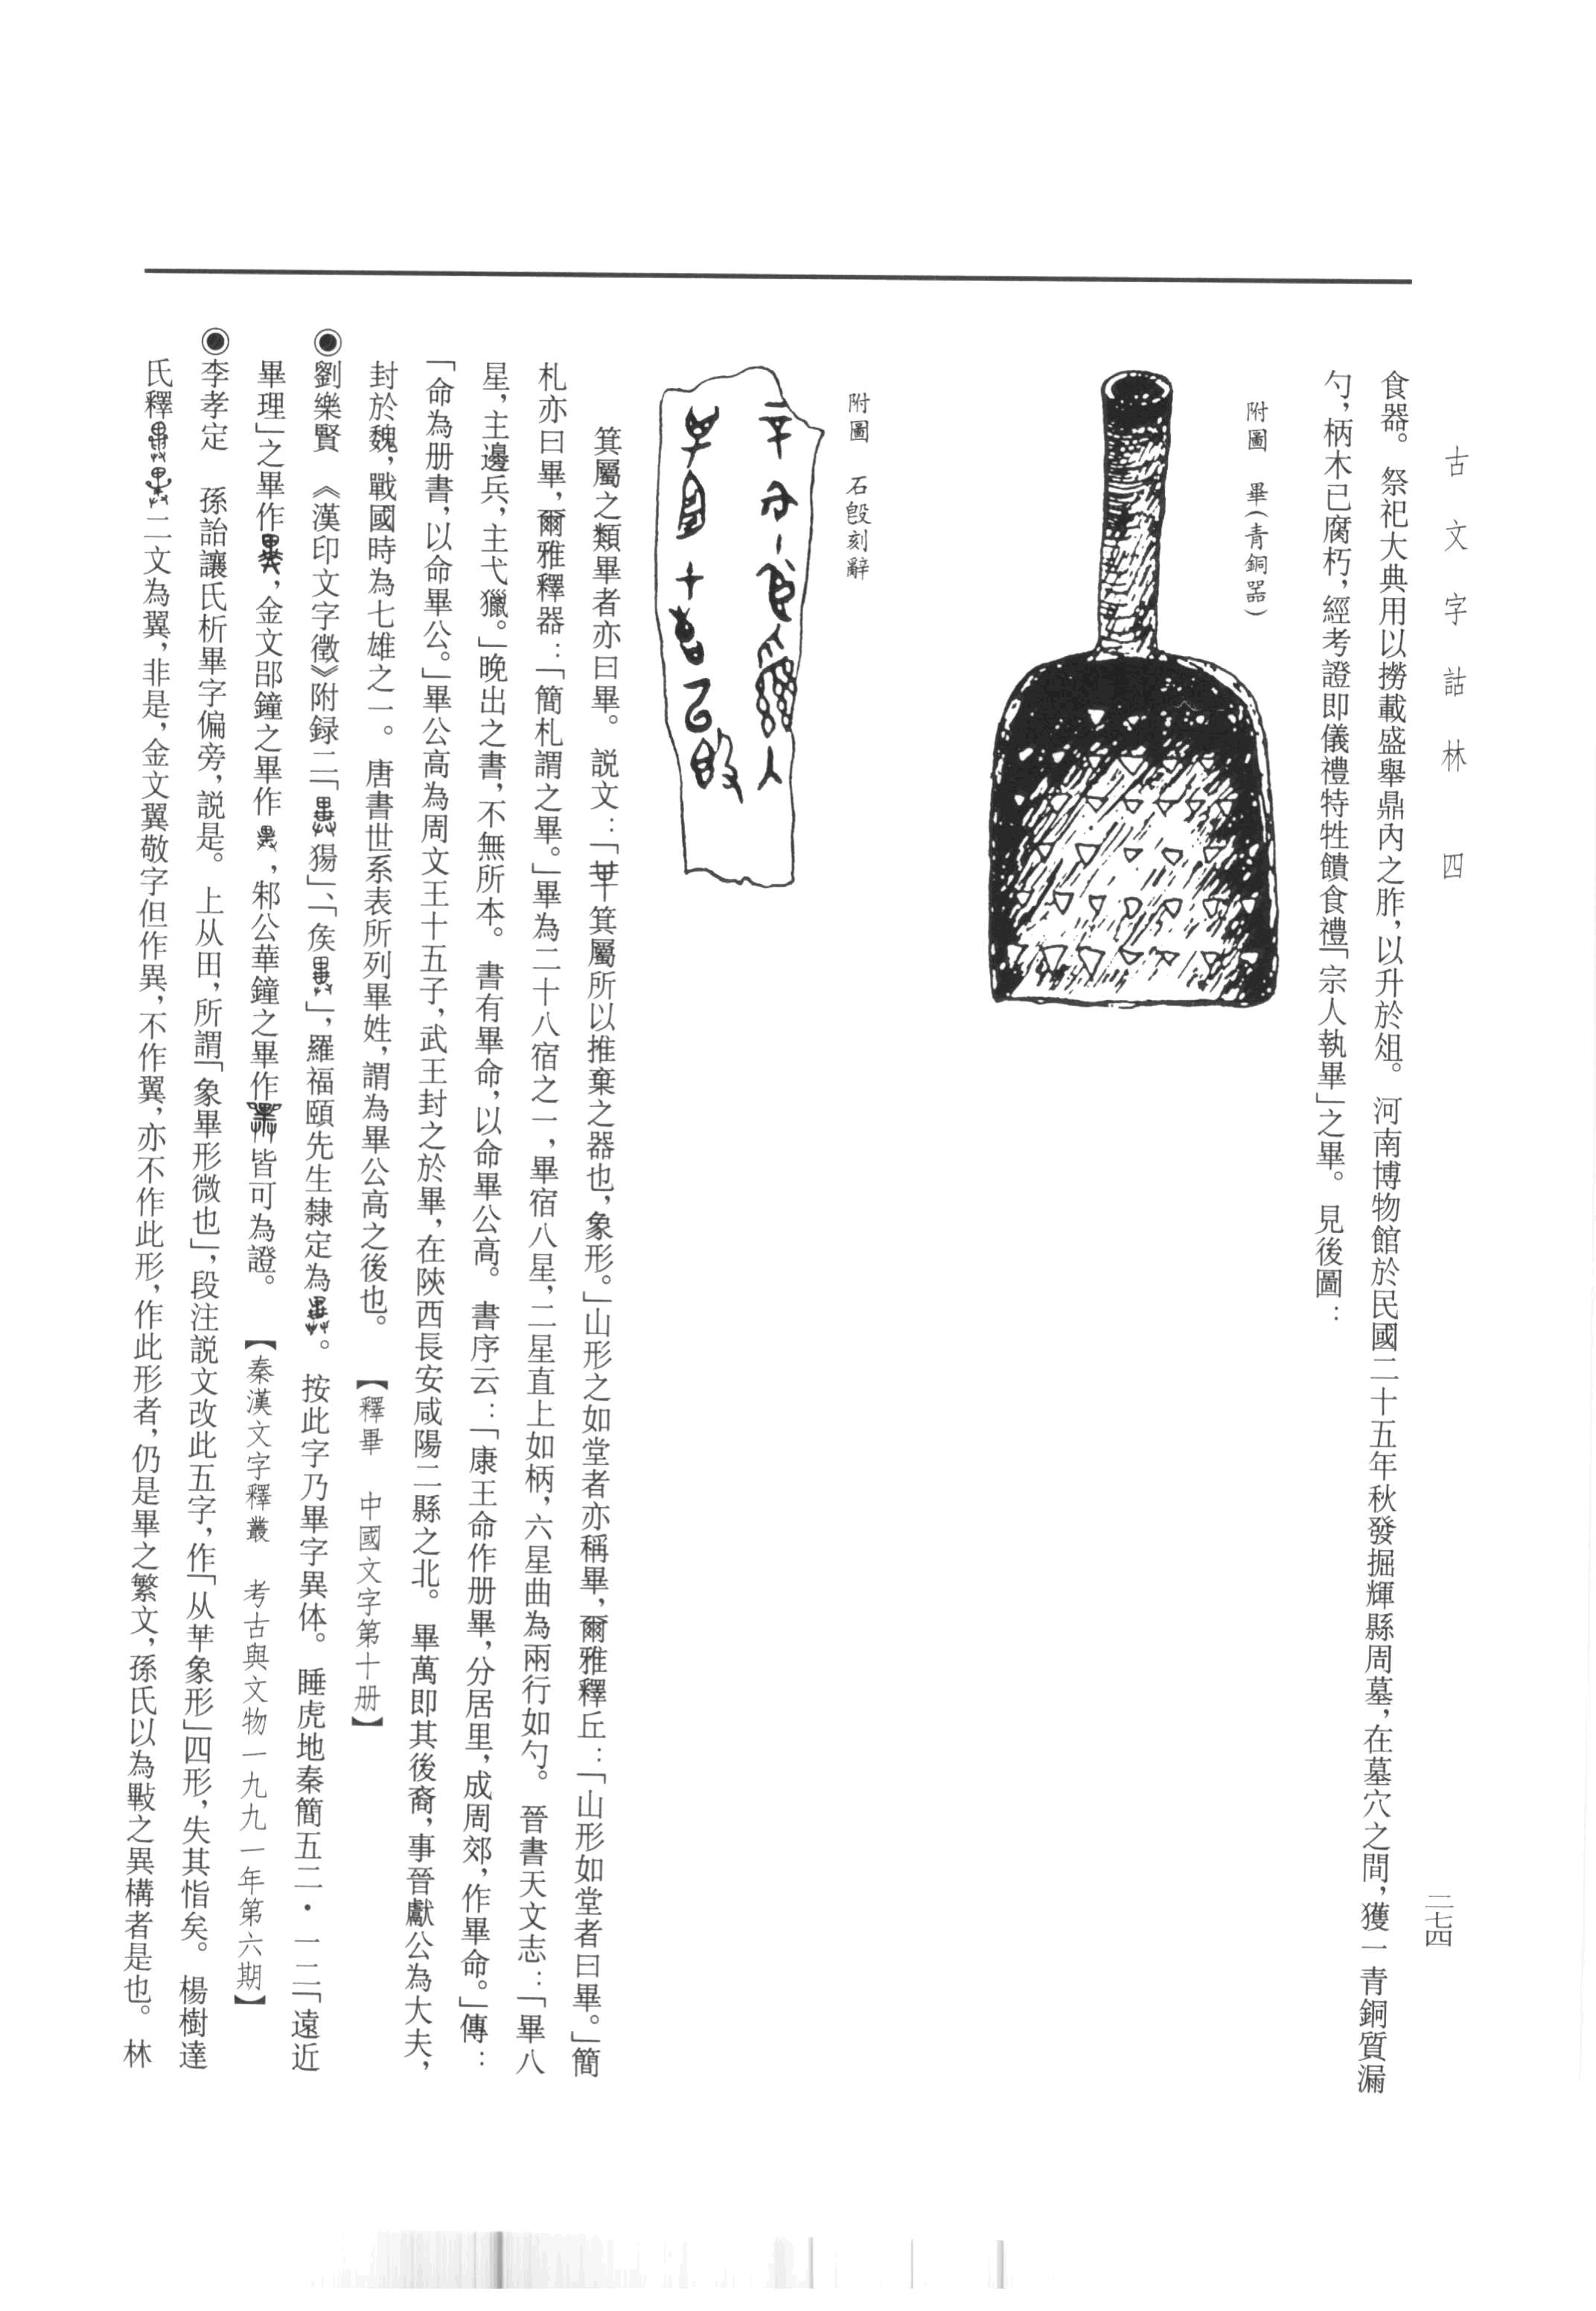 古文字詁林 四
二七四
食器。祭祀大典用以撈載盛舉鼎內之胙，以升於俎。河南博物館於民國二十五年秋發掘輝縣周墓，在墓穴之間，獲一青銅質漏
勺，柄木已腐朽，經考證即儀禮特牲饋食禮「宗人執畢」之畢。見後圖：
附圖 畢（青銅器）
附圖 石𣪘刻辭
箕屬之類畢者亦曰畢。説文：「𠦒箕屬所以推棄之器也，象形。」山形之如堂者亦稱畢，爾雅釋丘：「山形如堂者曰畢。」簡
札亦曰畢，爾雅釋器：「簡札謂之畢。」畢為二十八宿之一，畢宿八星，二星直上如柄，六星曲為兩行如勺。晉書天文志：「畢八
星，主邊兵，主弋獵。」晚出之書，不無所本。書有畢命，以命畢公高。書序云：「康王命作册畢，分居里，成周郊，作畢命。」傳：
「命為册書，以命畢公。」畢公高為周文王十五子，武王封之於畢，在陝西長安咸陽二縣之北。畢萬即其後裔，事晉獻公為大夫，
封於魏，戰國時為七雄之一。唐書世系表所列畢姓，謂為畢公高之後也。【釋畢 中國文字第十册】
◉劉樂賢 《漢印文字徵》附録二「 㺕」、「矦 」，羅福頤先生隸定為 。按此字乃畢字異体。睡虎地秦簡五二·一二「遠近
畢理」之畢作 ，金文郘鐘之畢作 ，邾公華鐘之畢作 皆可為證。【秦漢文字釋叢 考古與文物一九九一年第六期】
◉李孝定 孫詒讓氏析畢字偏旁，説是。上从田，所謂「象畢形微也」，段注説文改此五字，作「从𠦒象形」四形，失其恉矣。楊樹達
氏釋 二文為翼，非是，金文翼敬字但作異，不作翼，亦不作此形，作此形者，仍是畢之繁文，孫氏以為斁之異構者是也。林